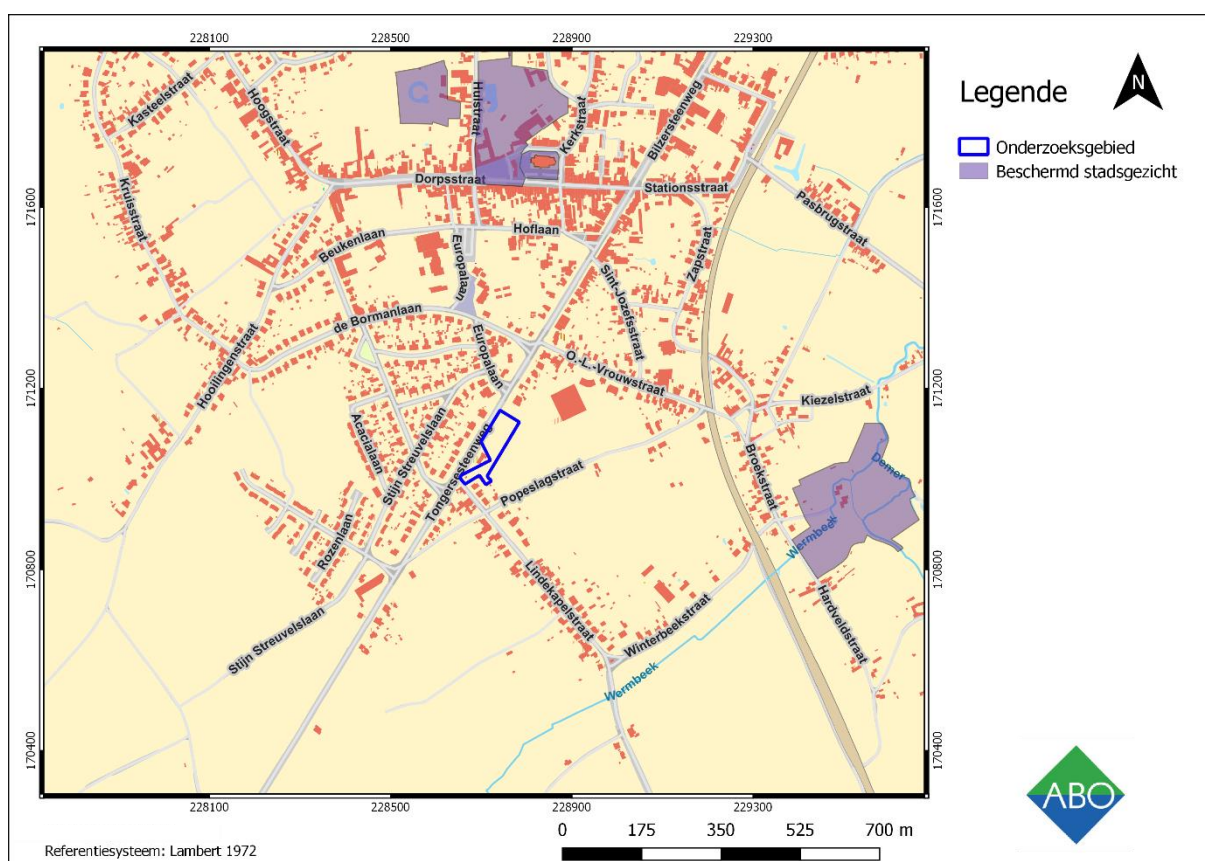 228100
228500
228900
229300
171600
171200
170800
170400
171600
171200
170800
170400
228100
228500
228900
229300
Kasteelstraat
Hoogstraat
Hulstraat
Kerkstraat
Bilzersteenweg
Kruisstraat
Dorpsstraat
Stationsstraat
Pasbrugstraat
Beukenlaan
Hoflaan
Europalaan
Zapstraat
Sint-Jozefsstraat
de Bormanlaan
Europalaan
Hooilingenstraat
O.-L.-Vrouwstraat
Kiezelstraat
Acacialaan
Stijn Streuvelslaan
Tongersesteenweg
Popeslagstraat
Broekstraat
Demer
Rozenlaan
Wermbeek
Lindekapelstraat
Hardveldstraat
Stijn Streuvelslaan
Winterbeekstraat
Wermbeek
Legende
N
Onderzoeksgebied
Beschermd stadsgezicht
ABO
Referentiesysteem: Lambert 1972
0 175 350 525 700 m